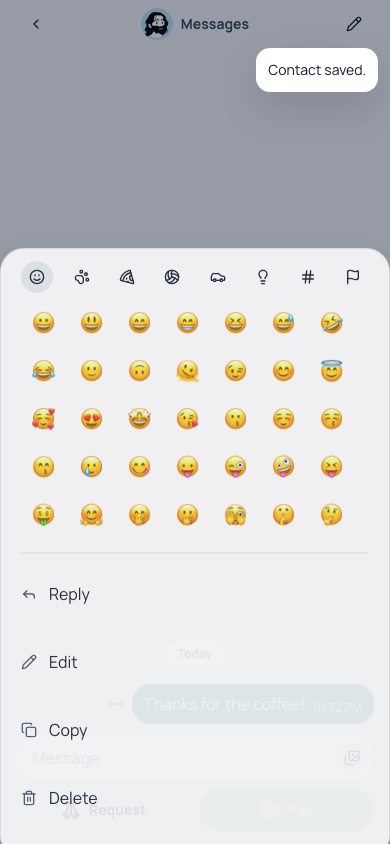 Messages
Contact saved.
Reply
Today
Edit
Thanks for the coffee! 01:32 PM
Copy
Message
Delete
Request
Pay